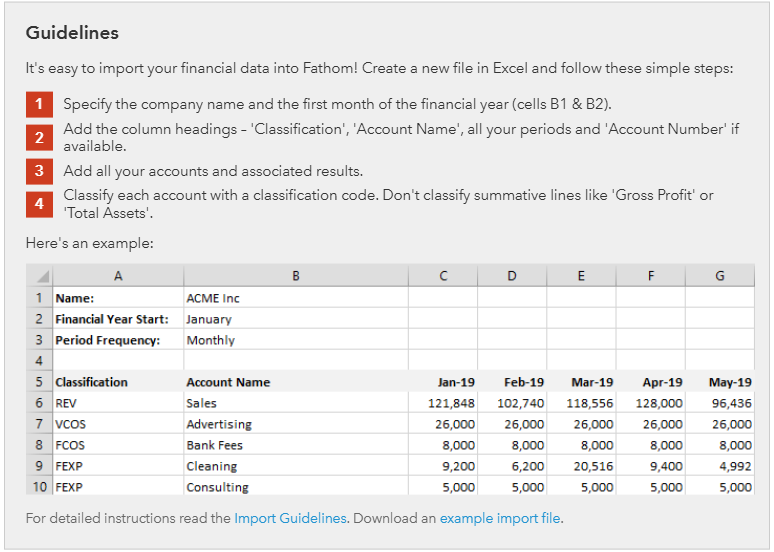 Guidelines
It's easy to import your financial data into Fathom! Create a new file in Excel and follow these simple steps:
1 Specify the company name and the first month of the financial year (cells B1 & B2).
2 Add the column headings – 'Classification', 'Account Name', all your periods and 'Account Number' if
available.
3 Add all your accounts and associated results.
4 Classify each account with a classification code. Don't classify summative lines like 'Gross Profit' or
'Total Assets'.
Here's an example:
A B C D E F G
1 Name: ACME Inc
2 Financial Year Start: January
3 Period Frequency: Monthly
4
5 Classification Account Name Jan-19 Feb-19 Mar-19 Apr-19 May-19
6 REV Sales 121,848 102,740 118,556 128,000 96,436
7 VCOS Advertising 26,000 26,000 26,000 26,000 26,000
8 FCOS Bank Fees 8,000 8,000 8,000 8,000 8,000
9 FEXP Cleaning 9,200 6,200 20,516 9,400 4,992
10 FEXP Consulting 5,000 5,000 5,000 5,000 5,000
For detailed instructions read the Import Guidelines. Download an example import file.